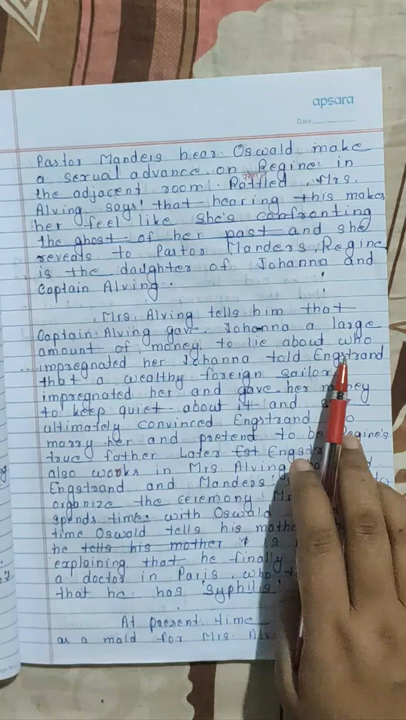 apsara
Date
Pastor Manders hear Oswald make
a sexual advance on Regine in
the adjacent room. Rattled, Mrs.
Alving says that hearing this makes
her feel like she's confronting
the ghost of her past and she
reveals to Pastor Manders Regine
is the daughter of Johanna and
Captain Alving.
Mrs. Alving tells him that
Captain Alving gave Johanna a large
amount of money to lie about who
impregnated her Johanna told Engstrand
that a wealthy foreign sailor
impregnated her and gave her money
to keep quiet about it and
ultimately convinced Engstrand to
marry her and pretend to be Regine's
true father Later Est Engst
also works in Mrs Alving
Engstrand and Manders
organize the ceremony
spends time with Oswald
time Oswald tells his mothe
he tells his mother is
explaining that he finally
a doctor in Paris, who
that he has 'syphilis'
At present time
as a maid for Mrs. Alvi